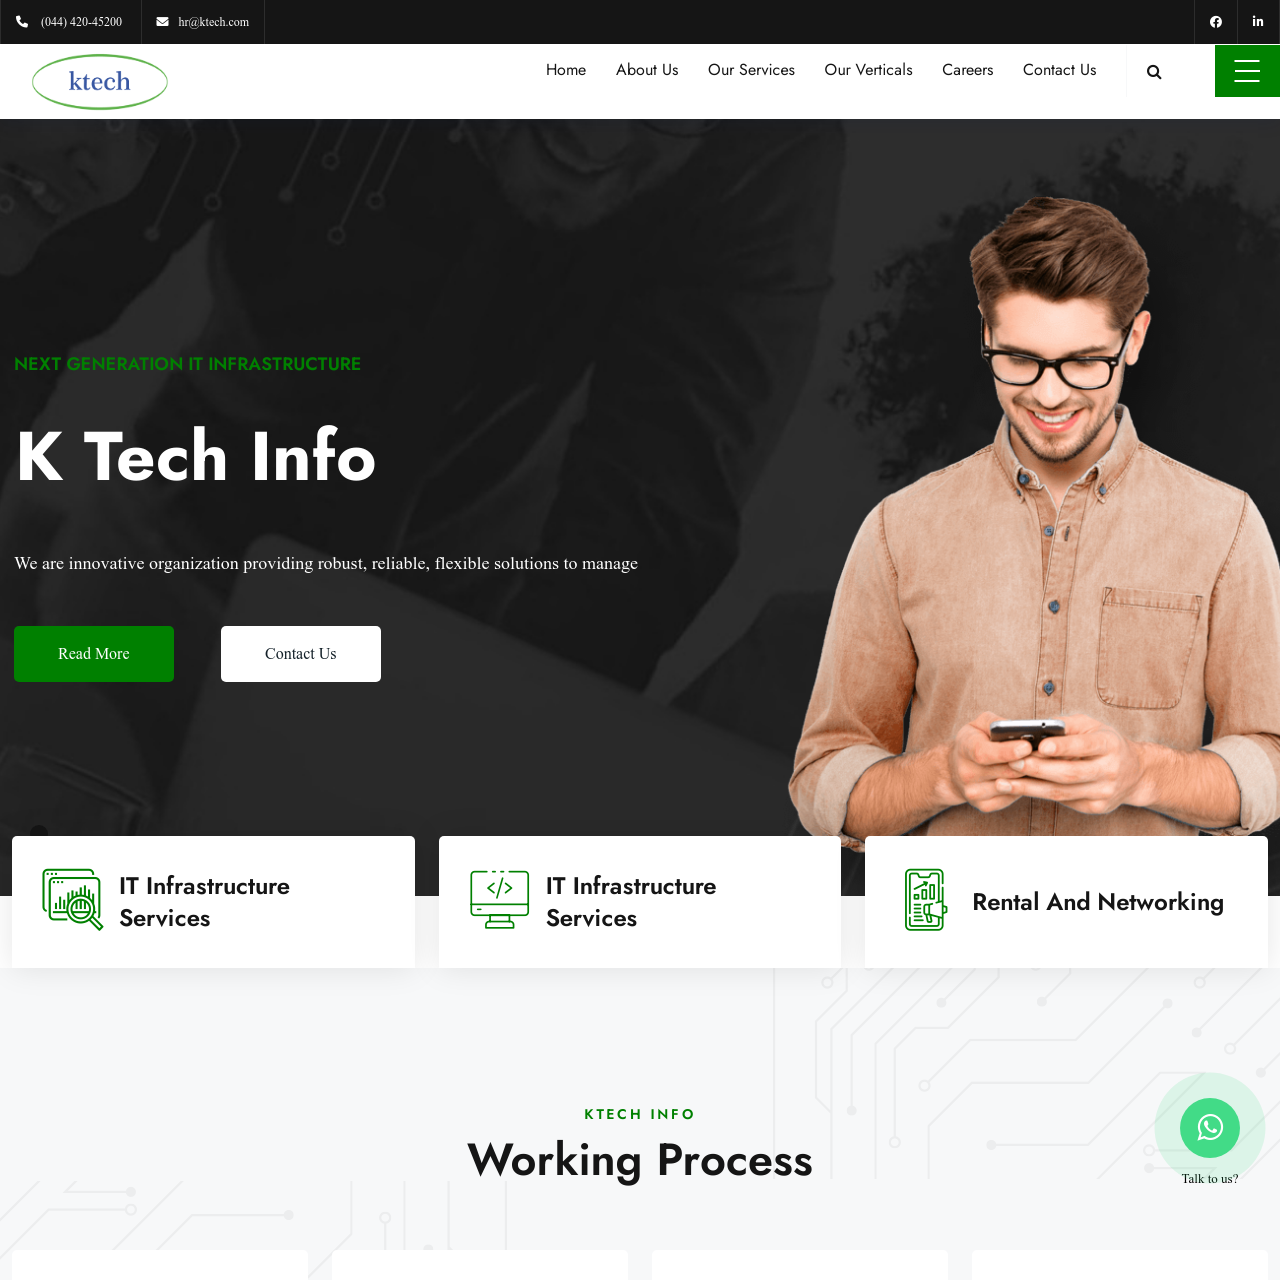 (044) 420-45200
hr@ktech.com
ktech
Home
About Us
Our Services
Our Verticals
Careers
Contact Us
NEXT GENERATION IT INFRASTRUCTURE
K Tech Info
We are innovative organization providing robust, reliable, flexible solutions to manage
Read More
Contact Us
IT Infrastructure
Services
IT Infrastructure
Services
Rental And Networking
KTECH INFO
Working Process
Talk to us?